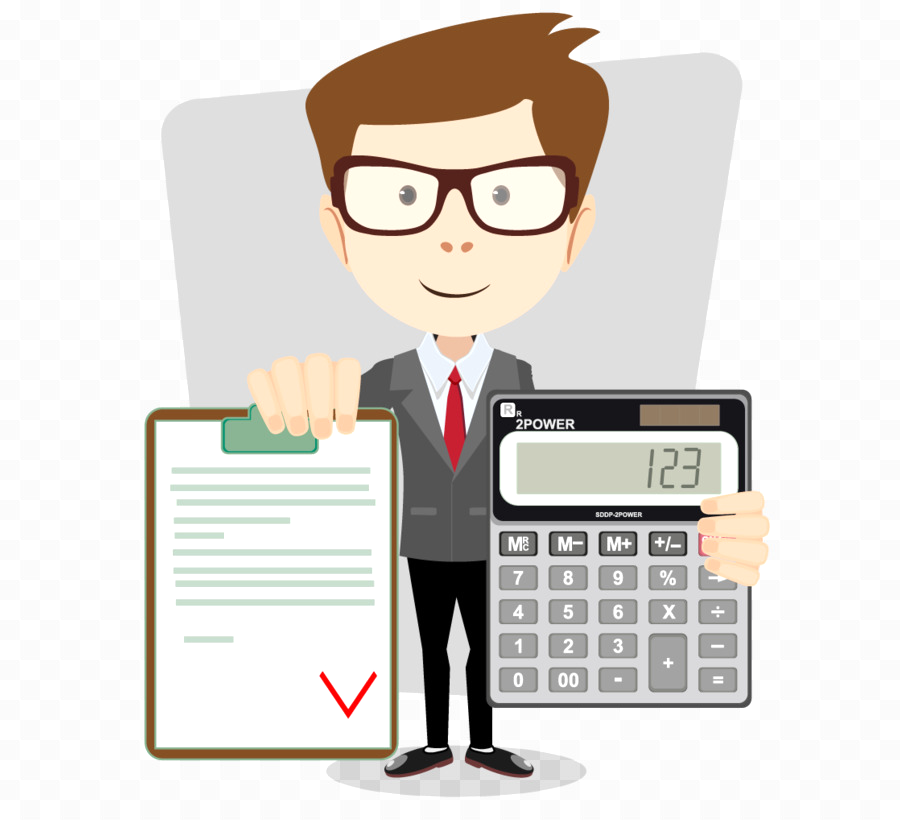 R R
2POWER
123
SDDP-2POWER
MRC M− M+ +/−
7 8 9 % →
4 5 6 X ÷
1 2 3 + −
0 00 - =